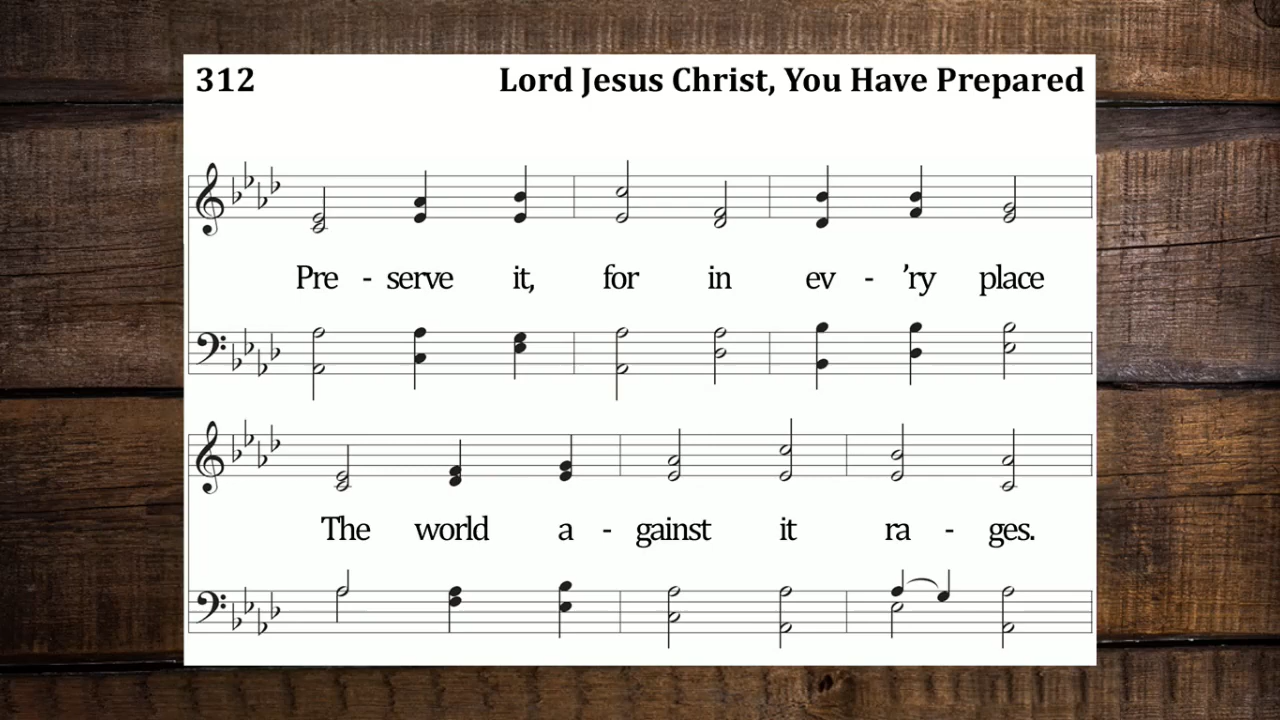 312 Lord Jesus Christ, You Have Prepared
Pre - serve it, for in ev - ’ry place
The world a - gainst it ra - ges.